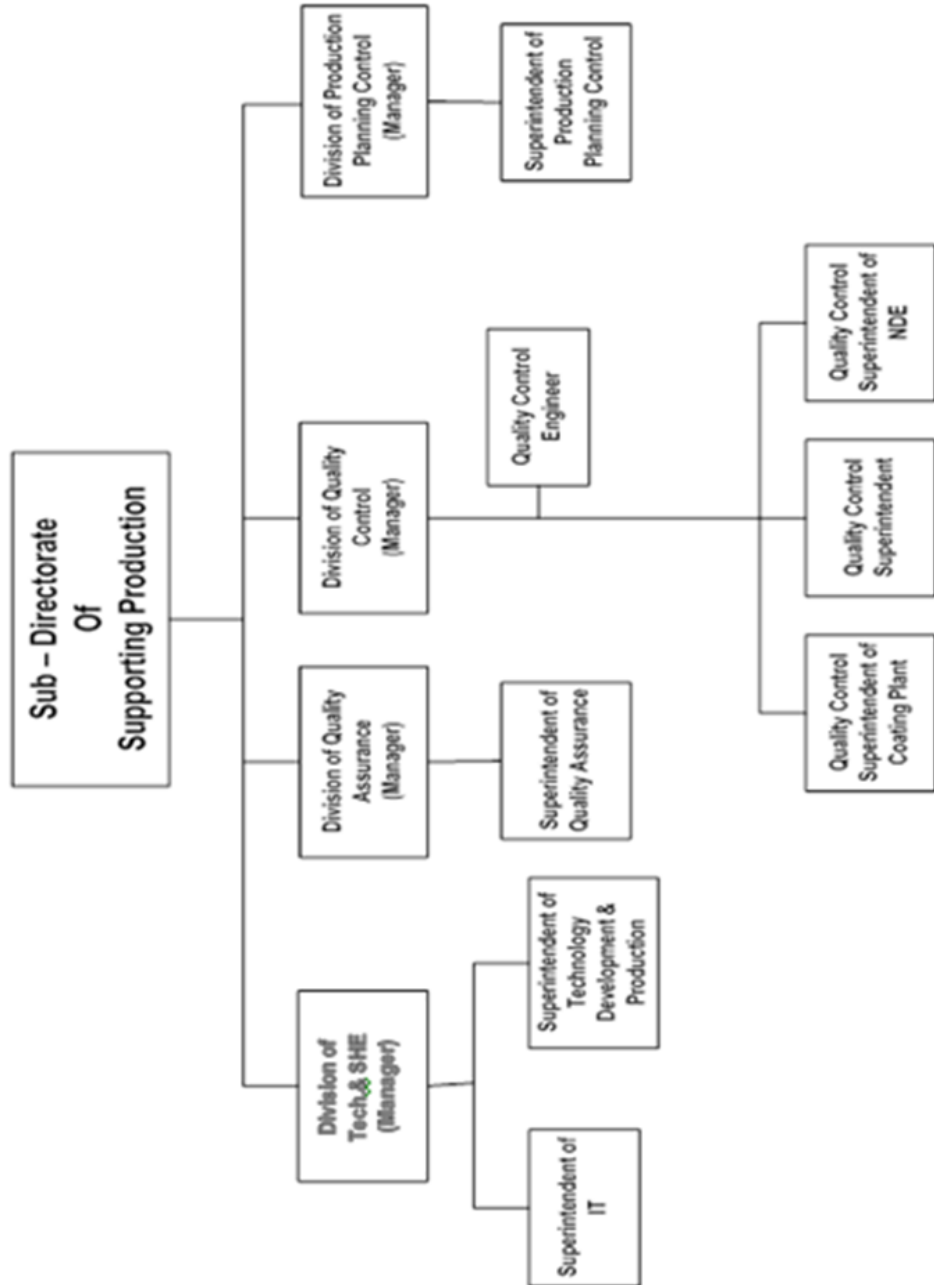 Sub – Directorate
Of
Supporting Production
Division of
Tech.& SHE
(Manager)
Division of Quality
Assurance
(Manager)
Division of Quality
Control
(Manager)
Division of Production
Planning Control
(Manager)
Superintendent of
IT
Superintendent of
Technology
Development &
Production
Superintendent of
Quality Assurance
Quality Control
Engineer
Superintendent of
Production
Planning Control
Quality Control
Superintendent of
Coating Plant
Quality Control
Superintendent
Quality Control
Superintendent of
NDE